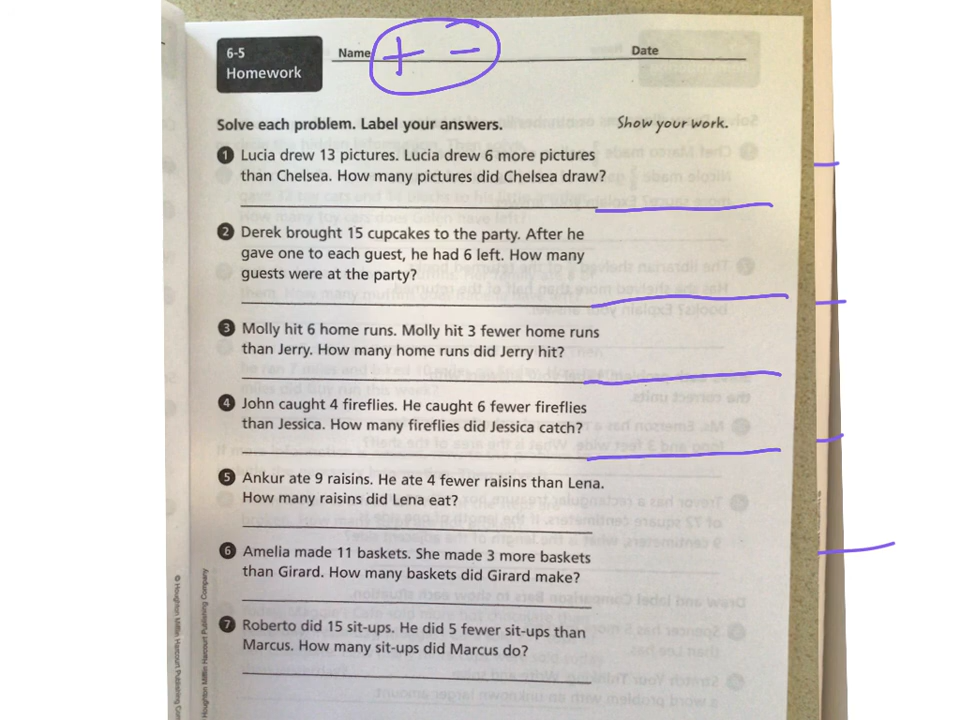 6-5
Homework
Name + - Date
Solve each problem. Label your answers. Show your work.
1 Lucia drew 13 pictures. Lucia drew 6 more pictures
than Chelsea. How many pictures did Chelsea draw?
2 Derek brought 15 cupcakes to the party. After he
gave one to each guest, he had 6 left. How many
guests were at the party?
3 Molly hit 6 home runs. Molly hit 3 fewer home runs
than Jerry. How many home runs did Jerry hit?
4 John caught 4 fireflies. He caught 6 fewer fireflies
than Jessica. How many fireflies did Jessica catch?
5 Ankur ate 9 raisins. He ate 4 fewer raisins than Lena.
How many raisins did Lena eat?
6 Amelia made 11 baskets. She made 3 more baskets
than Girard. How many baskets did Girard make?
7 Roberto did 15 sit-ups. He did 5 fewer sit-ups than
Marcus. How many sit-ups did Marcus do?
© Houghton Mifflin Harcourt Publishing Com
Houghton Mifflin Harcourt Publishing Company